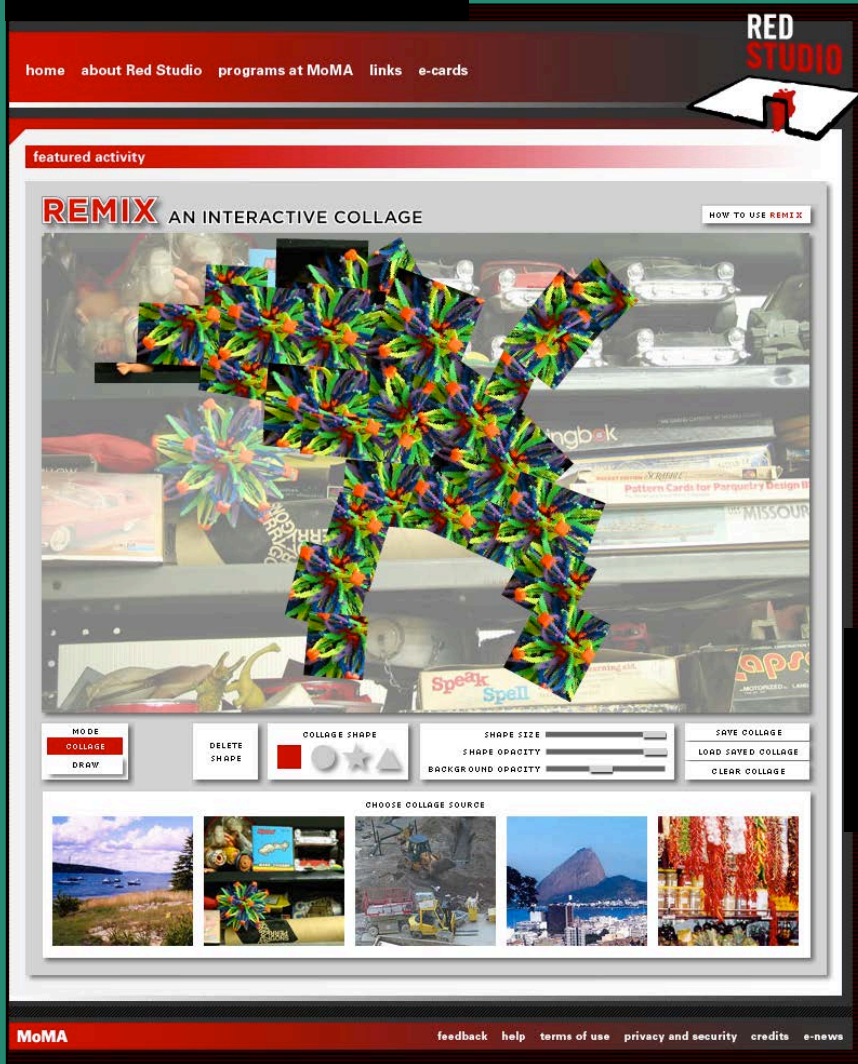 RED
STUDIO
home about Red Studio programs at MoMA links e-cards
featured activity
REMIX AN INTERACTIVE COLLAGE
HOW TO USE REMIX
SCRABBLE
Pattern Cards for Parquetry Design II
MISSOUR
Speak
Spell
MODE
COLLAGE
DRAW
DELETE
SHAPE
COLLAGE SHAPE
SHAPE SIZE
SHAPE OPACITY
BACKGROUND OPACITY
SAVE COLLAGE
LOAD SAVED COLLAGE
CLEAR COLLAGE
CHOOSE COLLAGE SOURCE
MoMA
feedback help terms of use privacy and security credits e-news